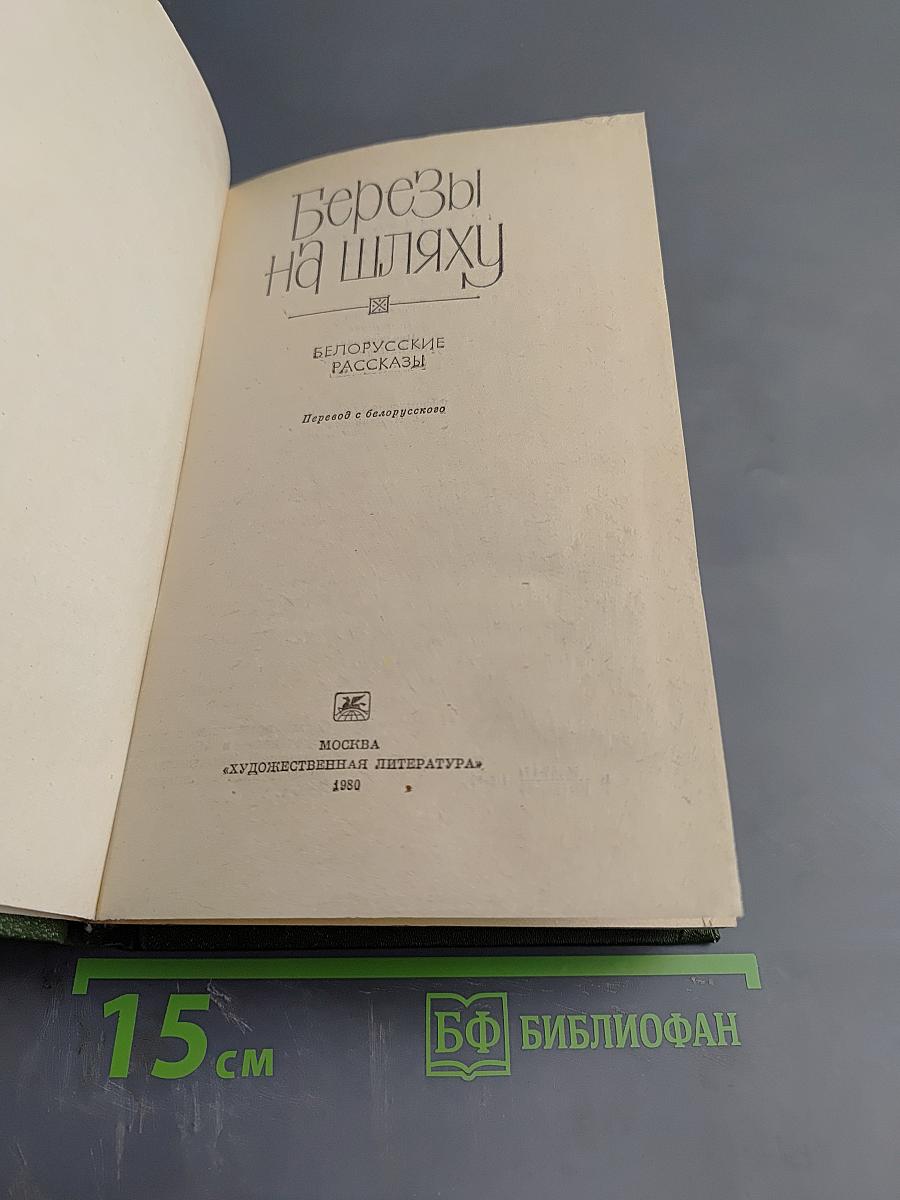 Березы
на шляху
БЕЛОРУССКИЕ
РАССКАЗЫ
Перевод с белорусского
МОСКВА
«ХУДОЖЕСТВЕННАЯ ЛИТЕРАТУРА»
1980
15 см
БФ БИБЛИОФАН